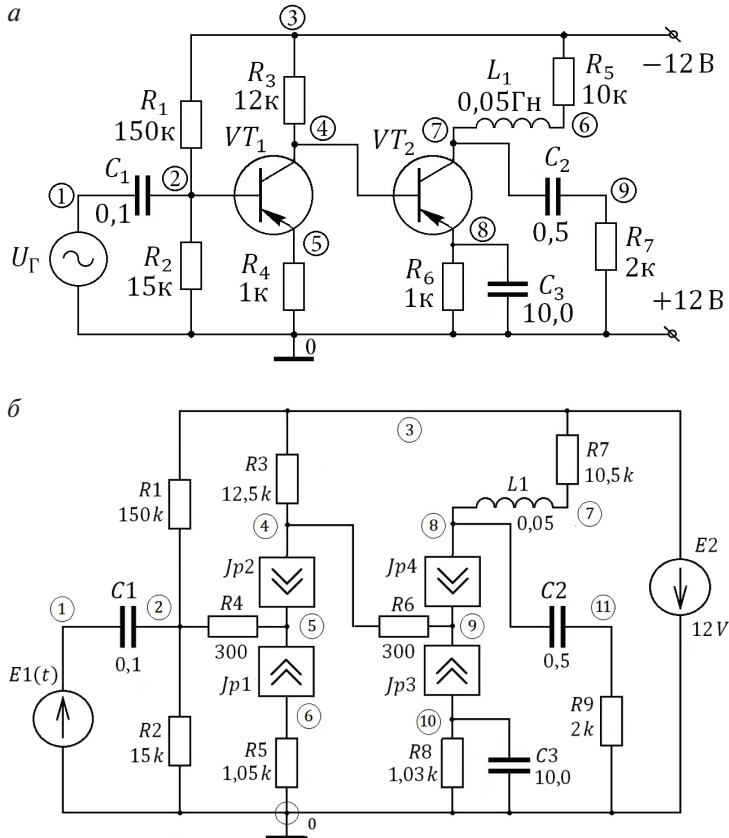 а
③
−12 В
R₁
150к
R₃
12к
④
VT₁
VT₂
⑦
L₁
0,05Гн
⑥
R₅
10к
①
C₁
0,1
②
C₂
0,5
⑨
U_Г
R₂
15к
⑤
R₄
1к
⑧
R₆
1к
C₃
10,0
R₇
2к
+12 В
0
б
③
R1
150k
R3
12,5k
④
R7
10,5k
L1
0,05
⑦
⑧
E2
12V
Jp2
Jp4
①
C1
0,1
②
R4
300
⑤
R6
300
⑨
C2
0,5
⑪
E1(t)
Jp1
Jp3
R2
15k
⑥
R5
1,05k
⑩
R8
1,03k
C3
10,0
R9
2k
0